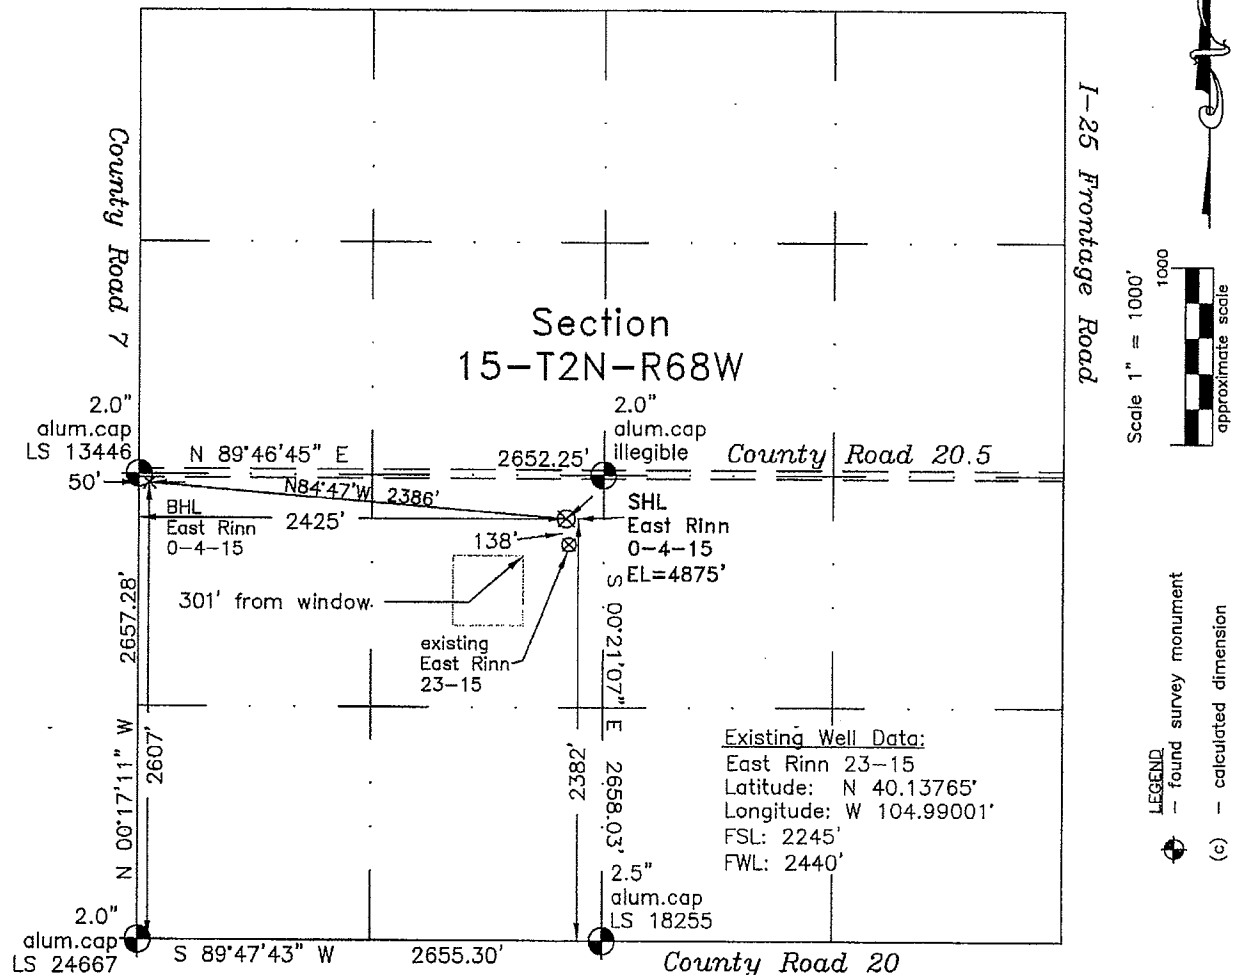 County Road 7
I-25 Frontage Road
1000
Scale 1" = 1000'
approximate scale
Section
15-T2N-R68W
2.0"
alum.cap
LS 13446
N 89°46'45" E
2652.25'
2.0"
alum.cap
illegible
County Road 20.5
50'
N84°47'W 2386'
BHL
East Rinn
0-4-15
2425'
SHL
East Rinn
0-4-15
EL=4875'
138'
301' from window
existing
East Rinn
23-15
2657.28'
N 00°17'11" W
2607'
2382'
S 00°21'07" E 2658.03'
Existing Well Data:
East Rinn 23-15
Latitude: N 40.13765'
Longitude: W 104.99001'
FSL: 2245'
FWL: 2440'
LEGEND
- found survey monument
(c) - calculated dimension
2.0"
alum.cap
LS 24667
S 89°47'43" W
2655.30'
2.5"
alum.cap
LS 18255
County Road 20